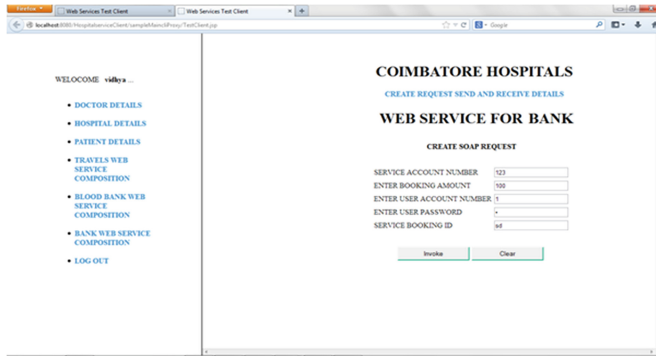 Firefox
Web Services Test Client
Web Services Test Client
localhost:8080/HospitalserviceClient/sampleMain1iProxy/TestClient.jsp
Google
WELOCOME vidhya ...
DOCTOR DETAILS
HOSPITAL DETAILS
PATIENT DETAILS
TRAVELS WEB
SERVICE
COMPOSITION
BLOOD BANK WEB
SERVICE
COMPOSITION
BANK WEB SERVICE
COMPOSITION
LOG OUT
COIMBATORE HOSPITALS
CREATE REQUEST SEND AND RECEIVE DETAILS
WEB SERVICE FOR BANK
CREATE SOAP REQUEST
SERVICE ACCOUNT NUMBER 123
ENTER BOOKING AMOUNT 100
ENTER USER ACCOUNT NUMBER 1
ENTER USER PASSWORD •
SERVICE BOOKING ID sd
Invoke Clear